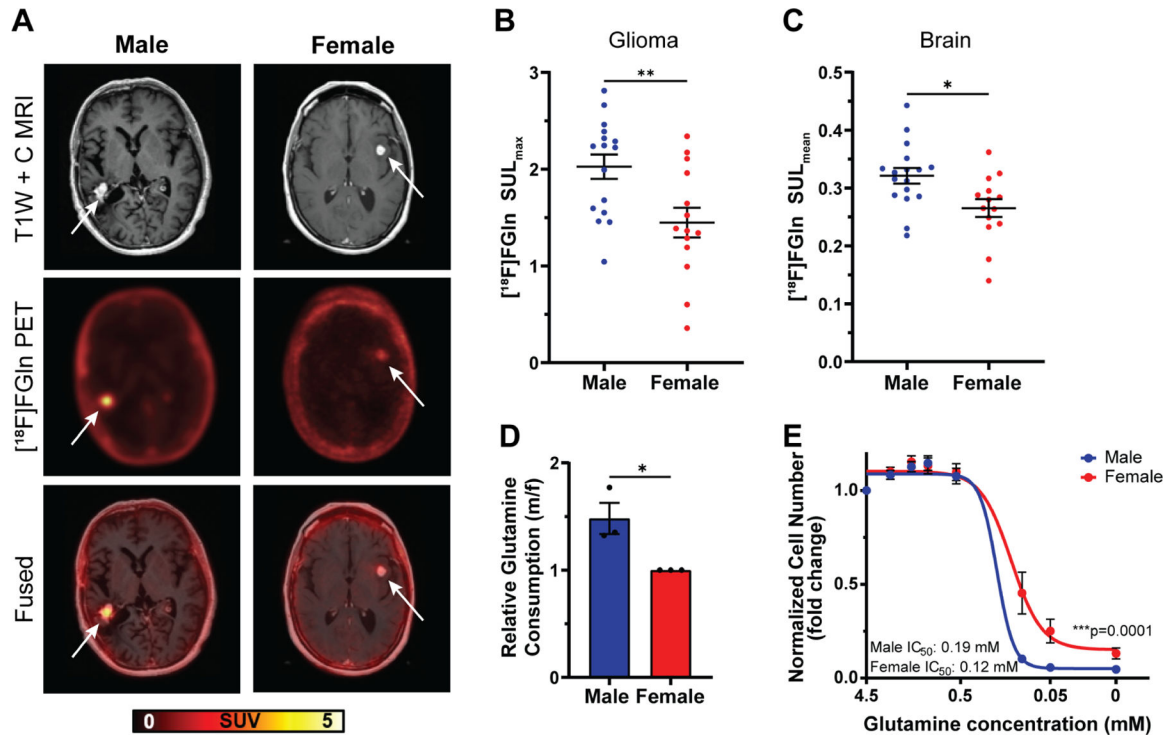 A
Male
Female
T1W + C MRI
[¹⁸F]FGln PET
Fused
0
SUV
5
B
Glioma
**
[¹⁸F]FGln SULmax
3
2
1
0
Male
Female
C
Brain
*
[¹⁸F]FGln SULmean
0.5
0.4
0.3
0.2
0.1
0.0
Male
Female
D
*
Relative Glutamine
Consumption (m/f)
2
1
0
Male
Female
E
Male
Female
Normalized Cell Number
(fold change)
1.0
0.5
0.0
***p=0.0001
Male IC50: 0.19 mM
Female IC50: 0.12 mM
4.5
0.5
0.05
0
Glutamine concentration (mM)